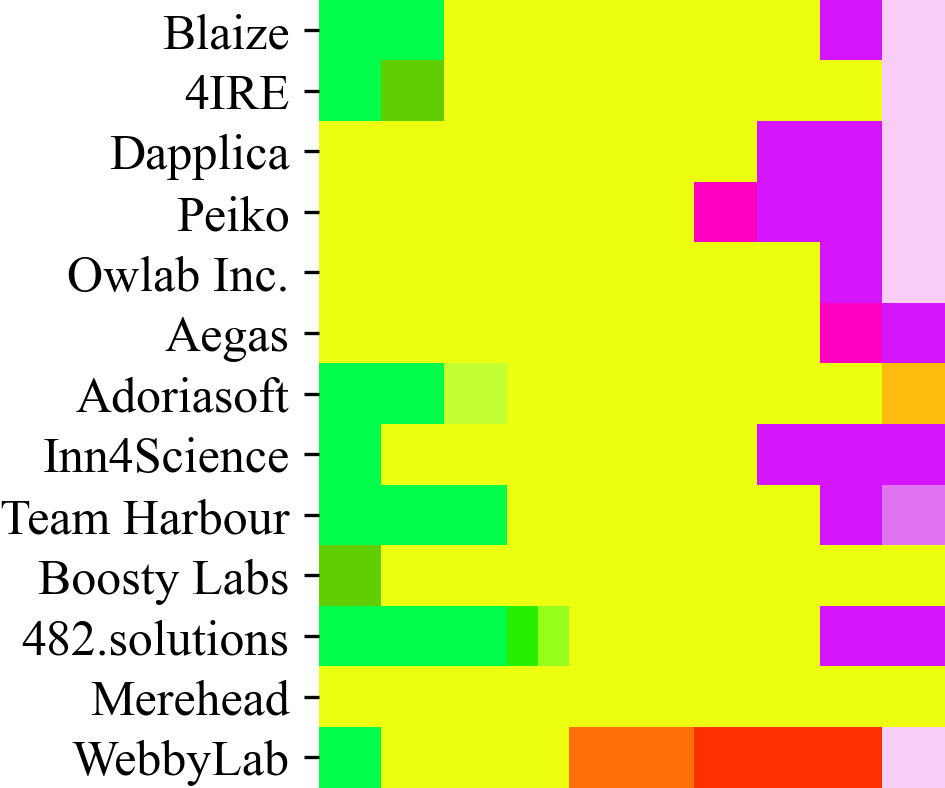 Blaize
4IRE
Dapplica
Peiko
Owlab Inc.
Aegas
Adoriasoft
Inn4Science
Team Harbour
Boosty Labs
482.solutions
Merehead
WebbyLab